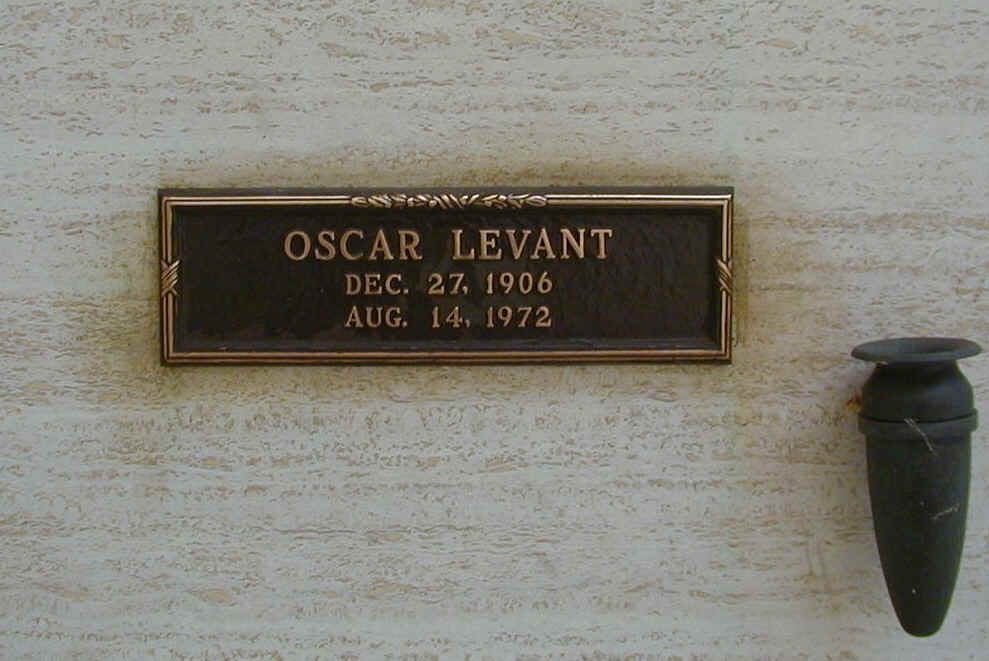 OSCAR LEVANT
DEC. 27, 1906
AUG. 14, 1972